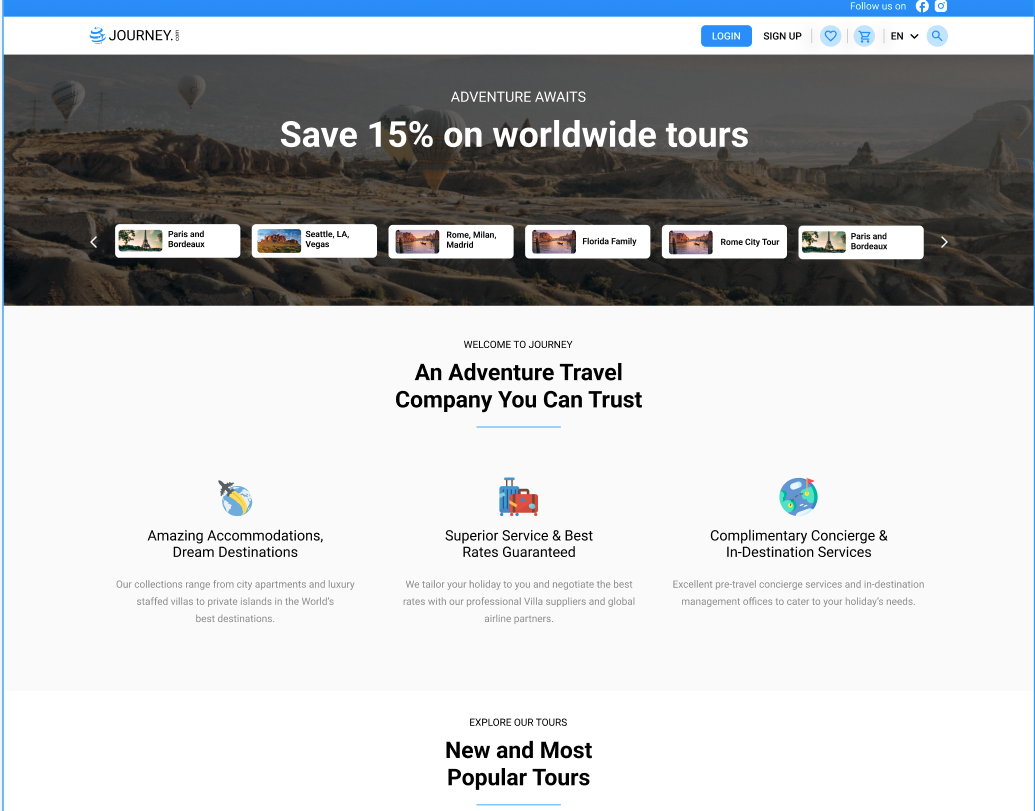 Follow us on
JOURNEY.com
LOGIN SIGN UP EN
ADVENTURE AWAITS
Save 15% on worldwide tours
Paris and
Bordeaux
Seattle, LA,
Vegas
Rome, Milan,
Madrid
Florida Family
Rome City Tour
Paris and
Bordeaux
WELCOME TO JOURNEY
An Adventure Travel
Company You Can Trust
Amazing Accommodations,
Dream Destinations
Our collections range from city apartments and luxury
staffed villas to private islands in the World's
best destinations.
Superior Service & Best
Rates Guaranteed
We tailor your holiday to you and negotiate the best
rates with our professional Villa suppliers and global
airline partners.
Complimentary Concierge &
In-Destination Services
Excellent pre-travel concierge services and in-destination
management offices to cater to your holiday's needs.
EXPLORE OUR TOURS
New and Most
Popular Tours